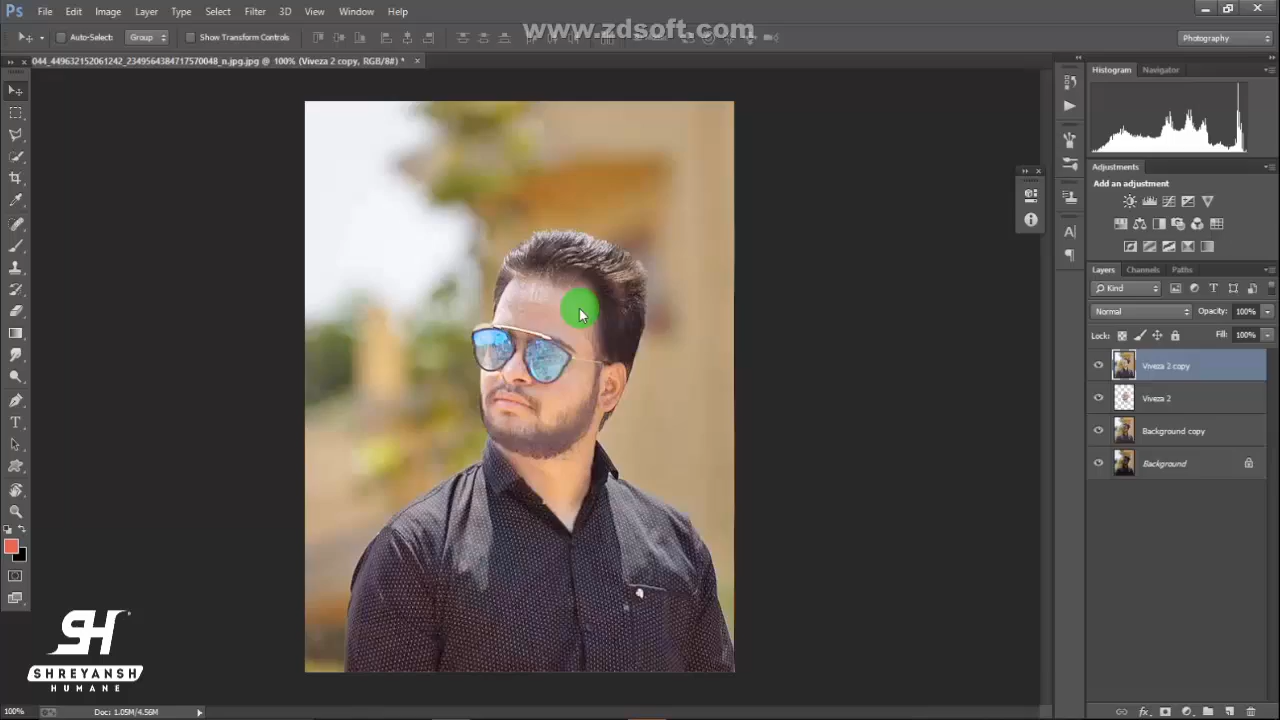 Ps File Edit Image Layer Type Select Filter 3D View Window Help
www.zdsoft.com
Auto-Select: Group Show Transform Controls
Photography
044_449632152061242_2349564384717570048_n.jpg.jpg @ 100% (Viveza 2 copy, RGB/8#) *
Histogram Navigator
Adjustments
Add an adjustment
Layers Channels Paths
Kind
Normal Opacity: 100%
Lock: Fill: 100%
Viveza 2 copy
Viveza 2
Background copy
Background
SH
SHREYANSH
HUMANE
100% Doc: 1.05M/4.56M